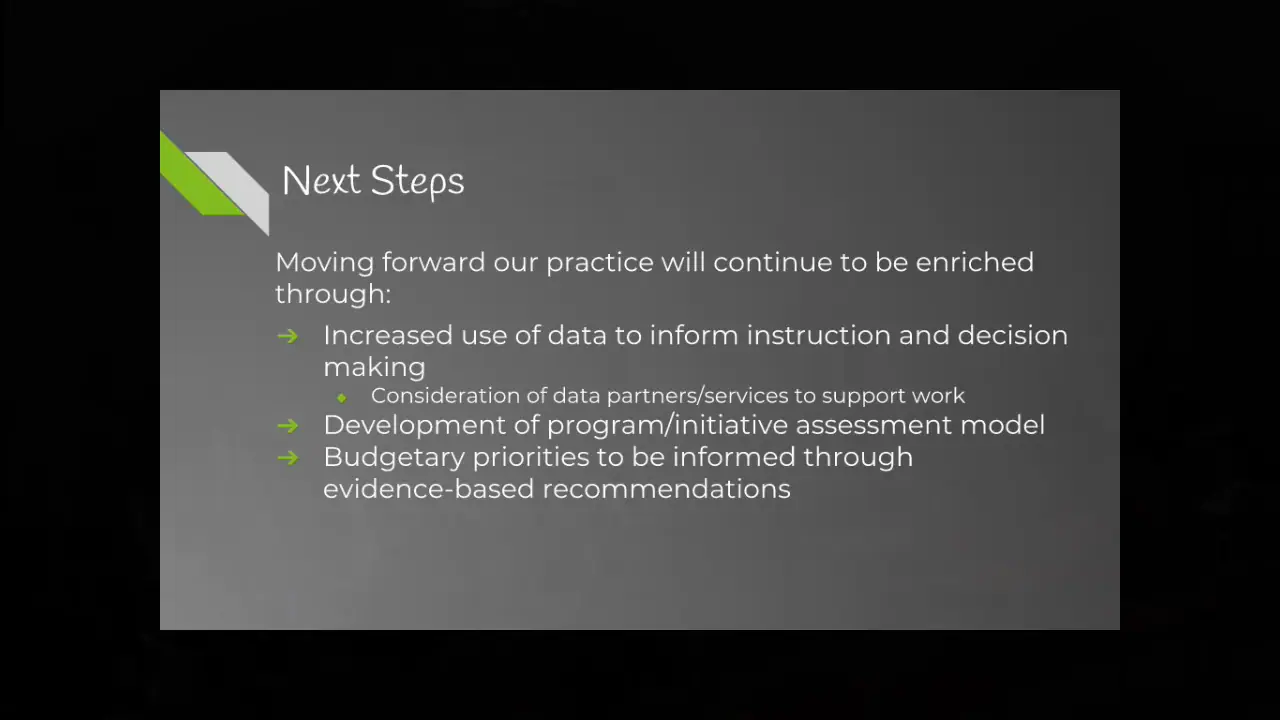 Next Steps
Moving forward our practice will continue to be enriched
through:
➔ Increased use of data to inform instruction and decision
making
◆ Consideration of data partners/services to support work
➔ Development of program/initiative assessment model
➔ Budgetary priorities to be informed through
evidence-based recommendations